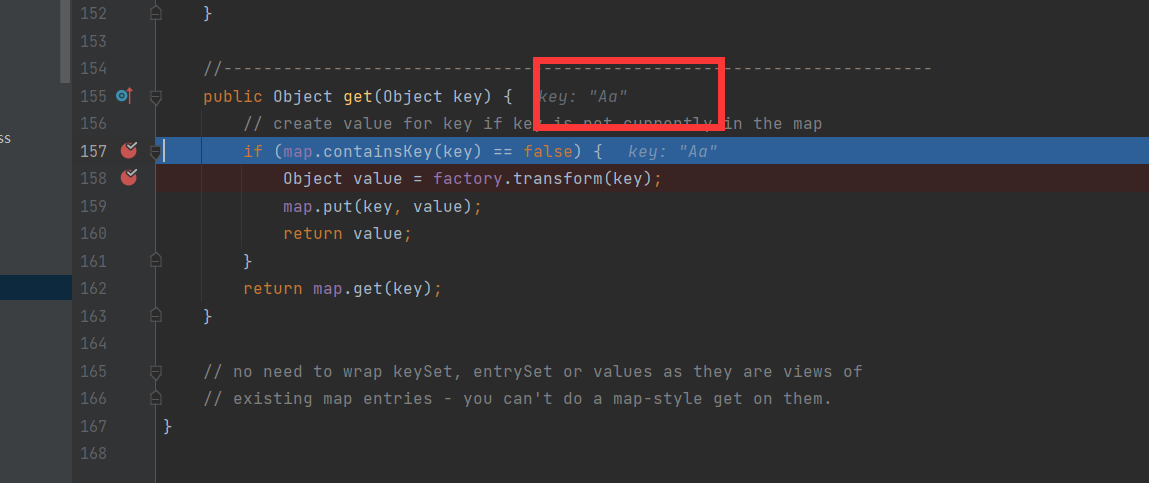 152 }
153
154 //-----------------------------------------------------------------------
155 public Object get(Object key) { key: "Aa"
156 // create value for key if key is not currently in the map
ss
157 if (map.containsKey(key) == false) { key: "Aa"
158 Object value = factory.transform(key);
159 map.put(key, value);
160 return value;
161 }
162 return map.get(key);
163 }
164
165 // no need to wrap keySet, entrySet or values as they are views of
166 // existing map entries - you can't do a map-style get on them.
167 }
168